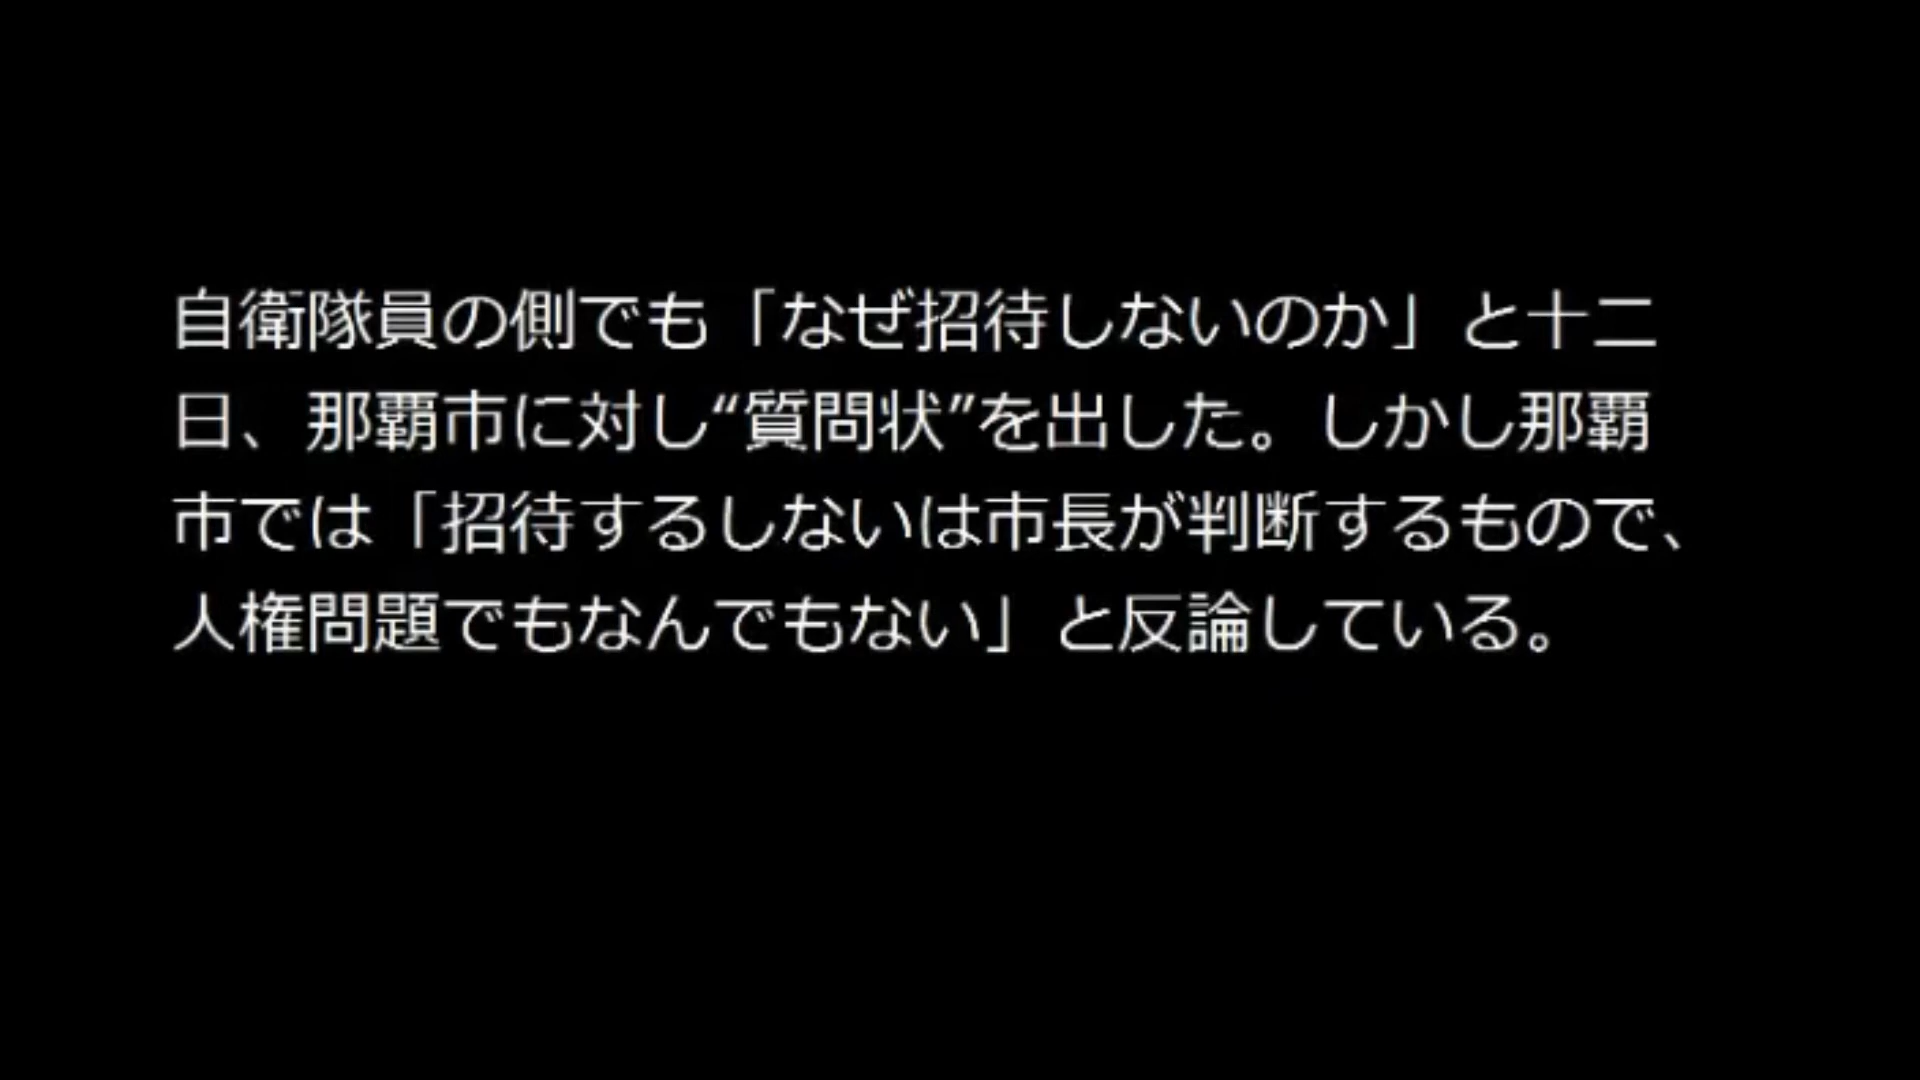 自衛隊員の側でも「なぜ招待しないのか」と十二
日、那覇市に対し“質問状”を出した。しかし那覇
市では「招待するしないは市長が判断するもので、
人権問題でもなんでもない」と反論している。